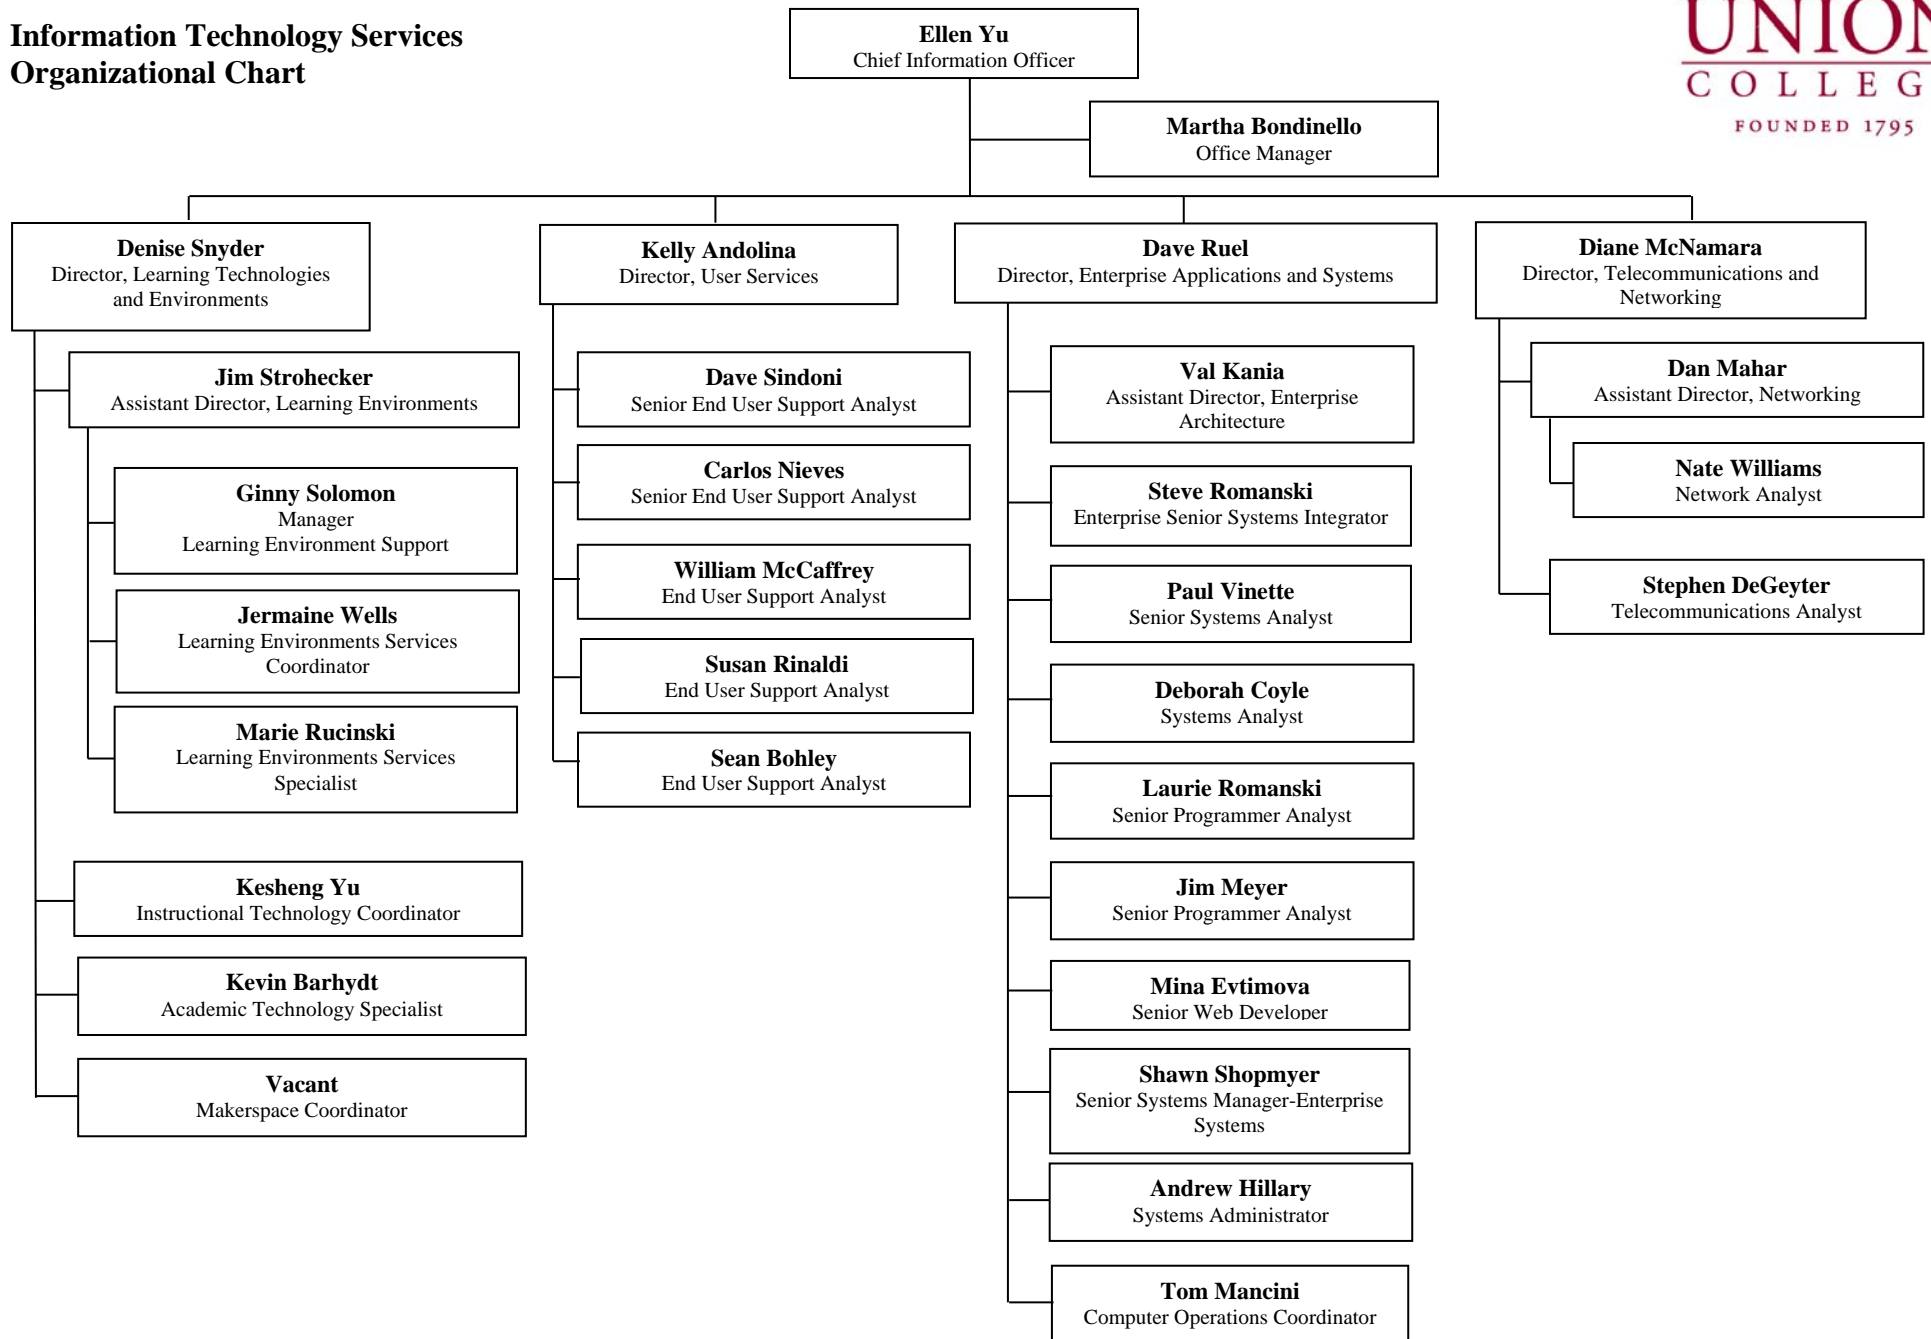 Information Technology Services
Organizational Chart
Ellen Yu
Chief Information Officer
UNION
COLLEG
FOUNDED 1795
Martha Bondinello
Office Manager
Denise Snyder
Director, Learning Technologies
and Environments
Jim Strohecker
Assistant Director, Learning Environments
Ginny Solomon
Manager
Learning Environment Support
Jermaine Wells
Learning Environments Services
Coordinator
Marie Rucinski
Learning Environments Services
Specialist
Kesheng Yu
Instructional Technology Coordinator
Kevin Barhydt
Academic Technology Specialist
Vacant
Makerspace Coordinator
Kelly Andolina
Director, User Services
Dave Sindoni
Senior End User Support Analyst
Carlos Nieves
Senior End User Support Analyst
William McCaffrey
End User Support Analyst
Susan Rinaldi
End User Support Analyst
Sean Bohley
End User Support Analyst
Dave Ruel
Director, Enterprise Applications and Systems
Val Kania
Assistant Director, Enterprise
Architecture
Steve Romanski
Enterprise Senior Systems Integrator
Paul Vinette
Senior Systems Analyst
Deborah Coyle
Systems Analyst
Laurie Romanski
Senior Programmer Analyst
Jim Meyer
Senior Programmer Analyst
Mina Evtimova
Senior Web Developer
Shawn Shopmyer
Senior Systems Manager-Enterprise
Systems
Andrew Hillary
Systems Administrator
Tom Mancini
Computer Operations Coordinator
Diane McNamara
Director, Telecommunications and
Networking
Dan Mahar
Assistant Director, Networking
Nate Williams
Network Analyst
Stephen DeGeyter
Telecommunications Analyst